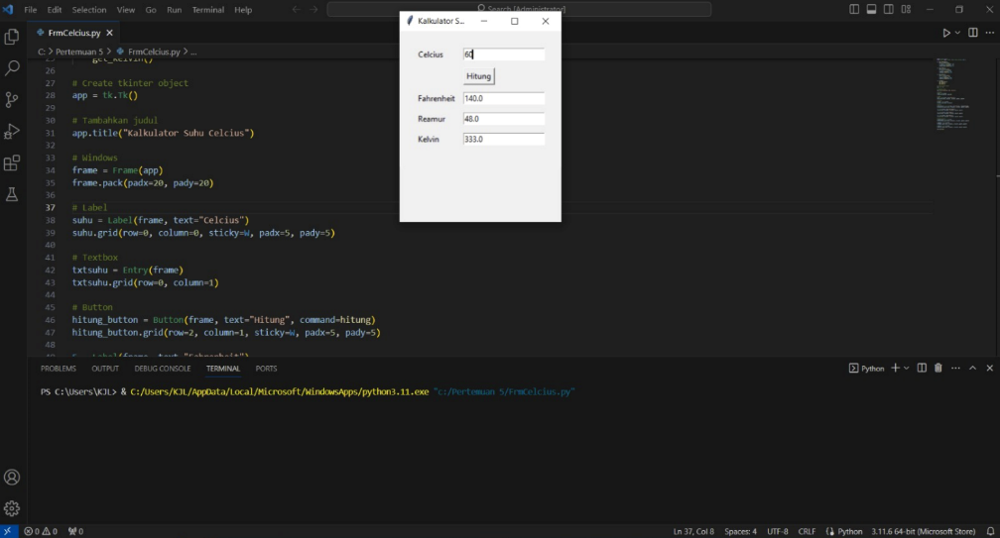 File Edit Selection View Go Run Terminal Help
Search [Administrator]
FrmCelcius.py
C: > Pertemuan 5 > FrmCelcius.py > ...
25 get_kelvin()
26
27 # Create tkinter object
28 app = tk.Tk()
29
30 # Tambahkan judul
31 app.title("Kalkulator Suhu Celcius")
32
33 # Windows
34 frame = Frame(app)
35 frame.pack(padx=20, pady=20)
36
37 # Label
38 suhu = Label(frame, text="Celcius")
39 suhu.grid(row=0, column=0, sticky=W, padx=5, pady=5)
40
41 # Textbox
42 txtsuhu = Entry(frame)
43 txtsuhu.grid(row=0, column=1)
44
45 # Button
46 hitung_button = Button(frame, text="Hitung", command=hitung)
47 hitung_button.grid(row=2, column=1, sticky=W, padx=5, pady=5)
48
Kalkulator S...
Celcius 60
Hitung
Fahrenheit 140.0
Reamur 48.0
Kelvin 333.0
PROBLEMS OUTPUT DEBUG CONSOLE TERMINAL PORTS
Python
PS C:\Users\KJL> & C:/Users/KJL/AppData/Local/Microsoft/WindowsApps/python3.11.exe "c:/Pertemuan 5/FrmCelcius.py"
0 0 0
Ln 37, Col 8 Spaces: 4 UTF-8 CRLF Python 3.11.6 64-bit (Microsoft Store)